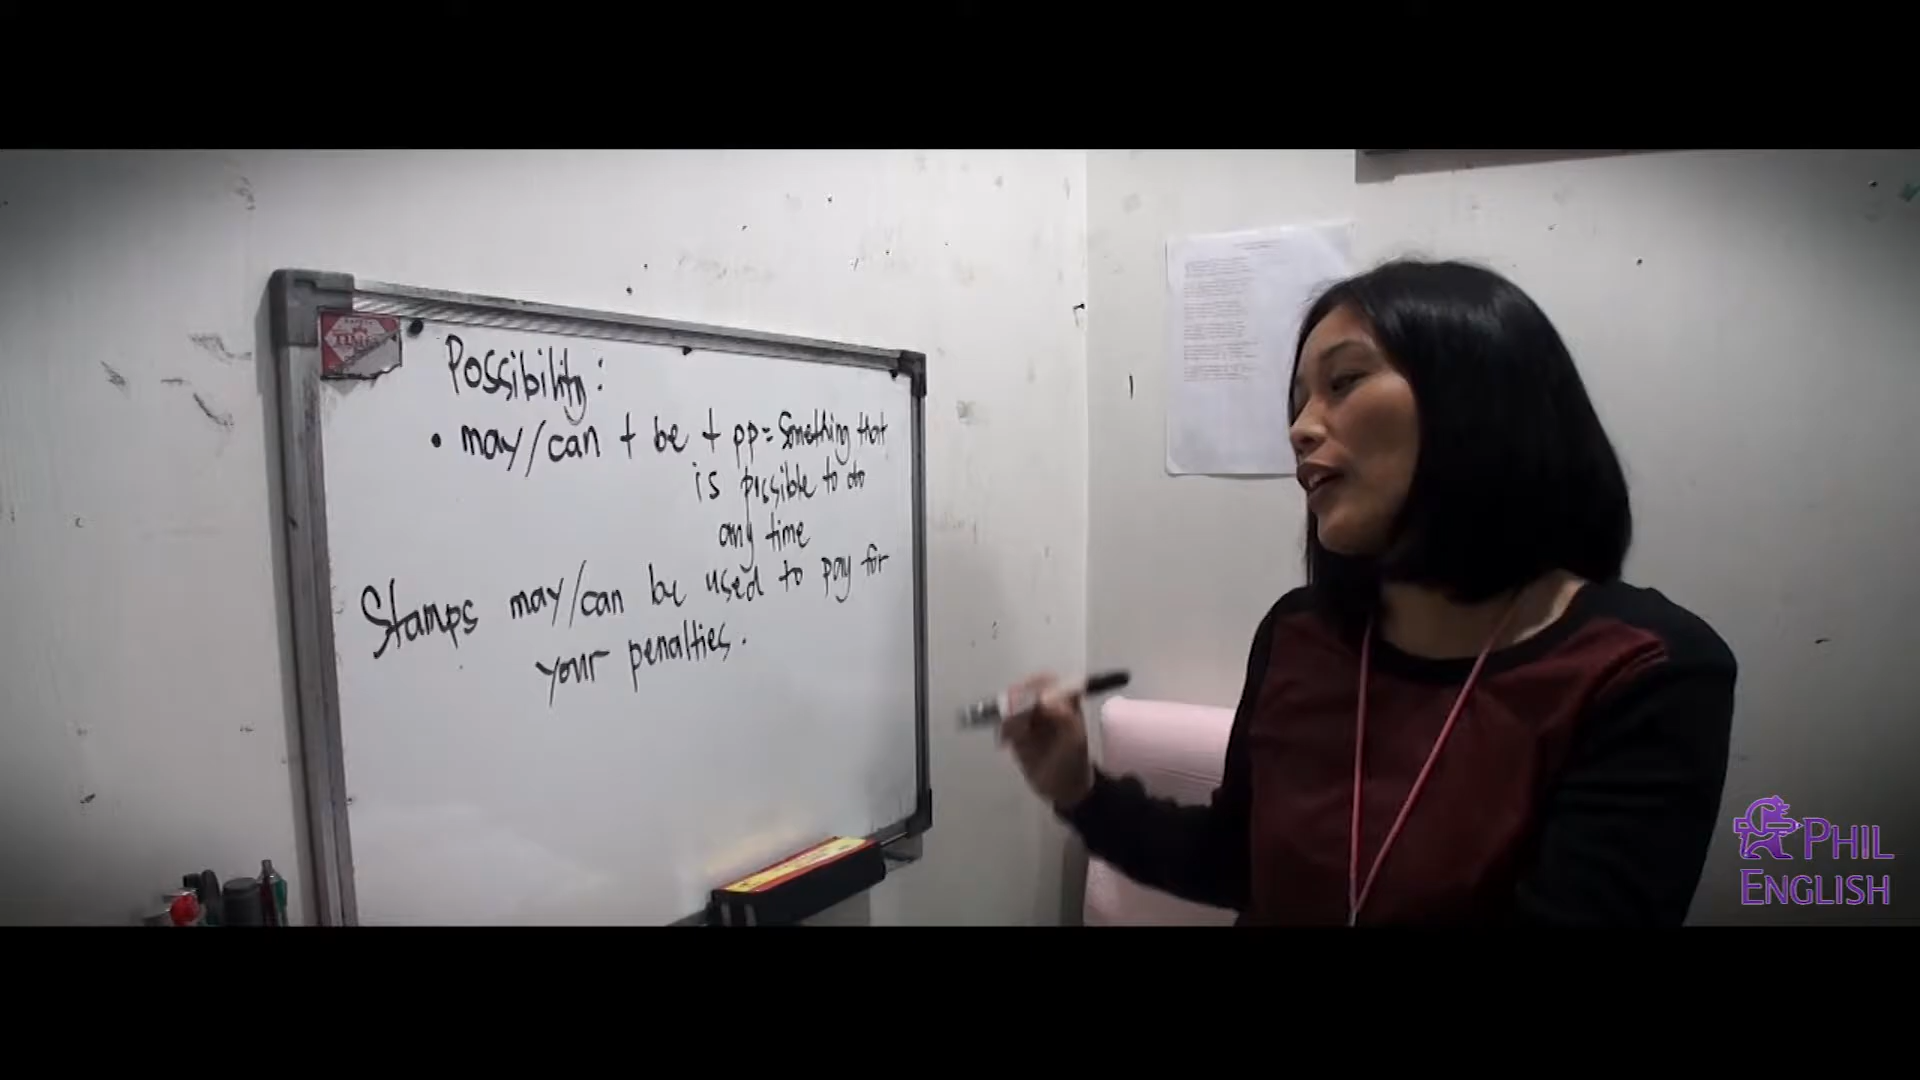 Possibility:
• may/can + be + pp = Something that
is possible to do
any time
Stamps may/can be used to pay for
your penalties.
PHIL
ENGLISH